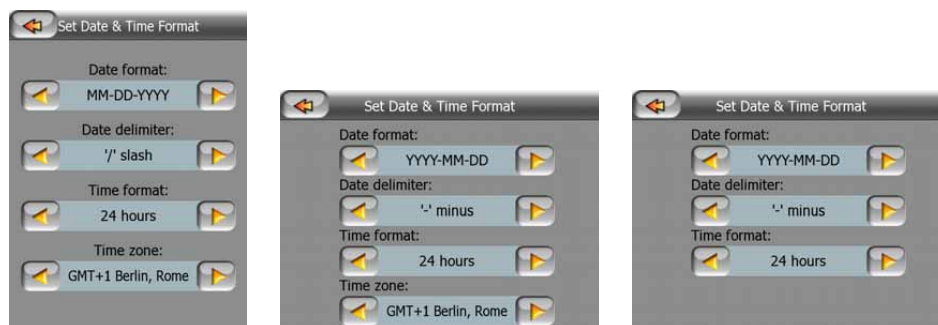 Set Date & Time Format
Date format:
MM-DD-YYYY
Date delimiter:
'/' slash
Time format:
24 hours
Time zone:
GMT+1 Berlin, Rome
Set Date & Time Format
Date format:
YYYY-MM-DD
Date delimiter:
'-' minus
Time format:
24 hours
Time zone:
GMT+1 Berlin, Rome
Set Date & Time Format
Date format:
YYYY-MM-DD
Date delimiter:
'-' minus
Time format:
24 hours